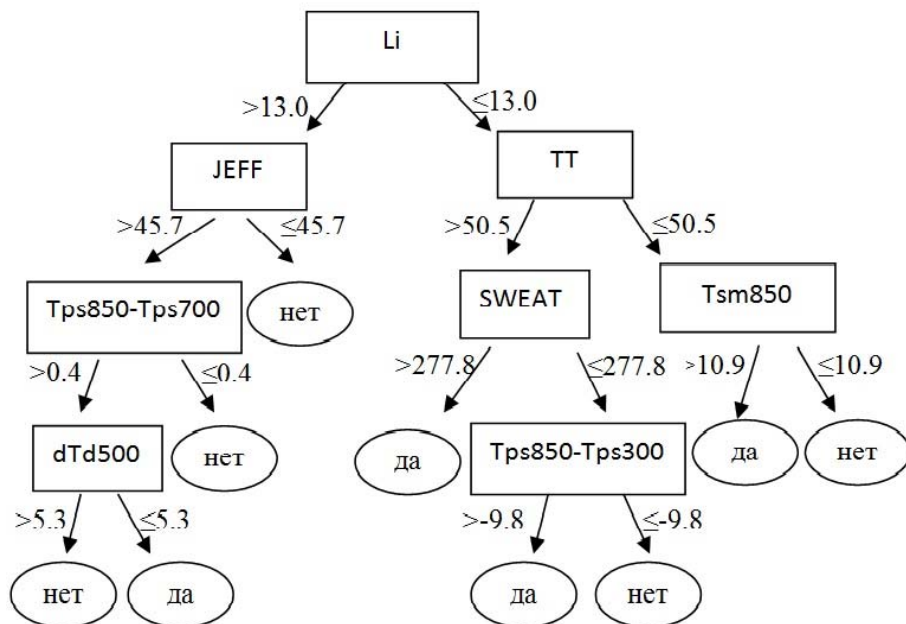 Li
>13.0
≤13.0
JEFF
TT
>45.7
≤45.7
>50.5
≤50.5
Tps850-Tps700
нет
SWEAT
Tsm850
>0.4
≤0.4
>277.8
≤277.8
>10.9
≤10.9
dTd500
нет
да
Tps850-Tps300
да
нет
>5.3
≤5.3
>-9.8
≤-9.8
нет
да
да
нет